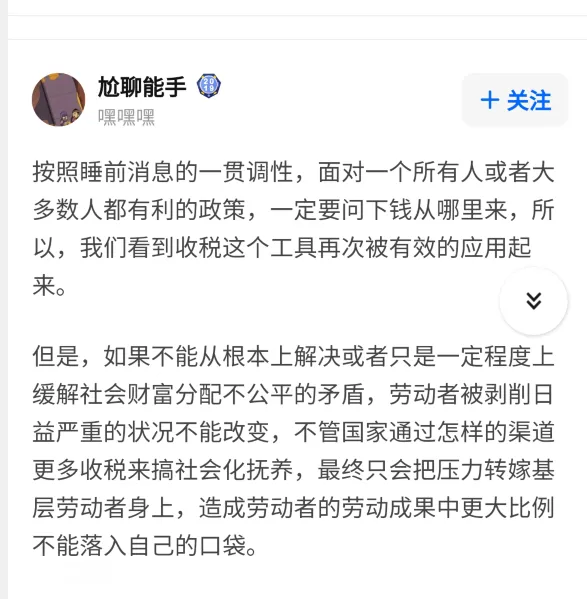 尬聊能手
2019
嘿嘿嘿
+ 关注
按照睡前消息的一贯调性，面对一个所有人或者大
多数人都有利的政策，一定要问下钱从哪里来，所
以，我们看到收税这个工具再次被有效的应用起
来。
但是，如果不能从根本上解决或者只是一定程度上
缓解社会财富分配不公平的矛盾，劳动者被剥削日
益严重的状况不能改变，不管国家通过怎样的渠道
更多收税来搞社会化抚养，最终只会把压力转嫁基
层劳动者身上，造成劳动者的劳动成果中更大比例
不能落入自己的口袋。